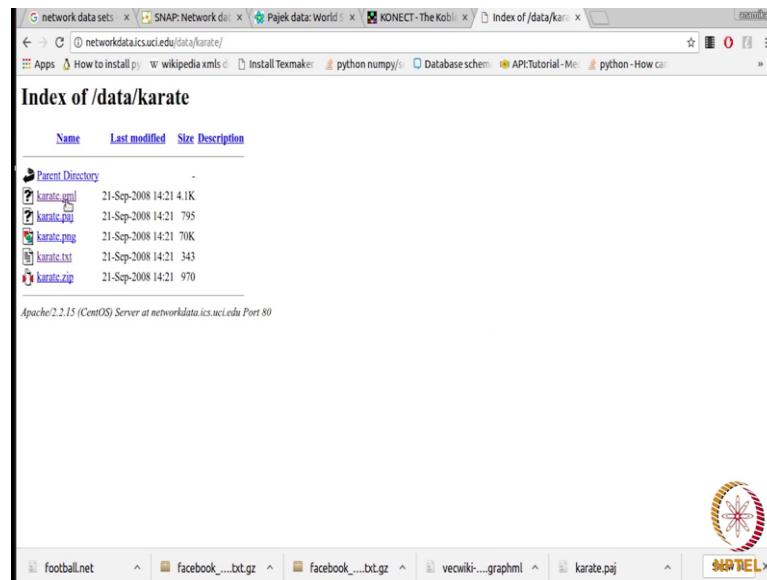 network data sets
SNAP: Network dat
Pajek data: World S
KONECT - The Kobl
Index of /data/kara
networkdata.ics.uci.edu/data/karate/
Apps How to install py wikipedia xmls d Install Texmaker python numpy/s Database schem API:Tutorial - Me python - How can »
Index of /data/karate
Name Last modified Size Description
Parent Directory -
karate.gml 21-Sep-2008 14:21 4.1K
karate.paj 21-Sep-2008 14:21 795
karate.png 21-Sep-2008 14:21 70K
karate.txt 21-Sep-2008 14:21 343
karate.zip 21-Sep-2008 14:21 970
Apache/2.2.15 (CentOS) Server at networkdata.ics.uci.edu Port 80
football.net facebook_....txt.gz facebook_....txt.gz vecwiki-....graphml karate.paj
NPTEL